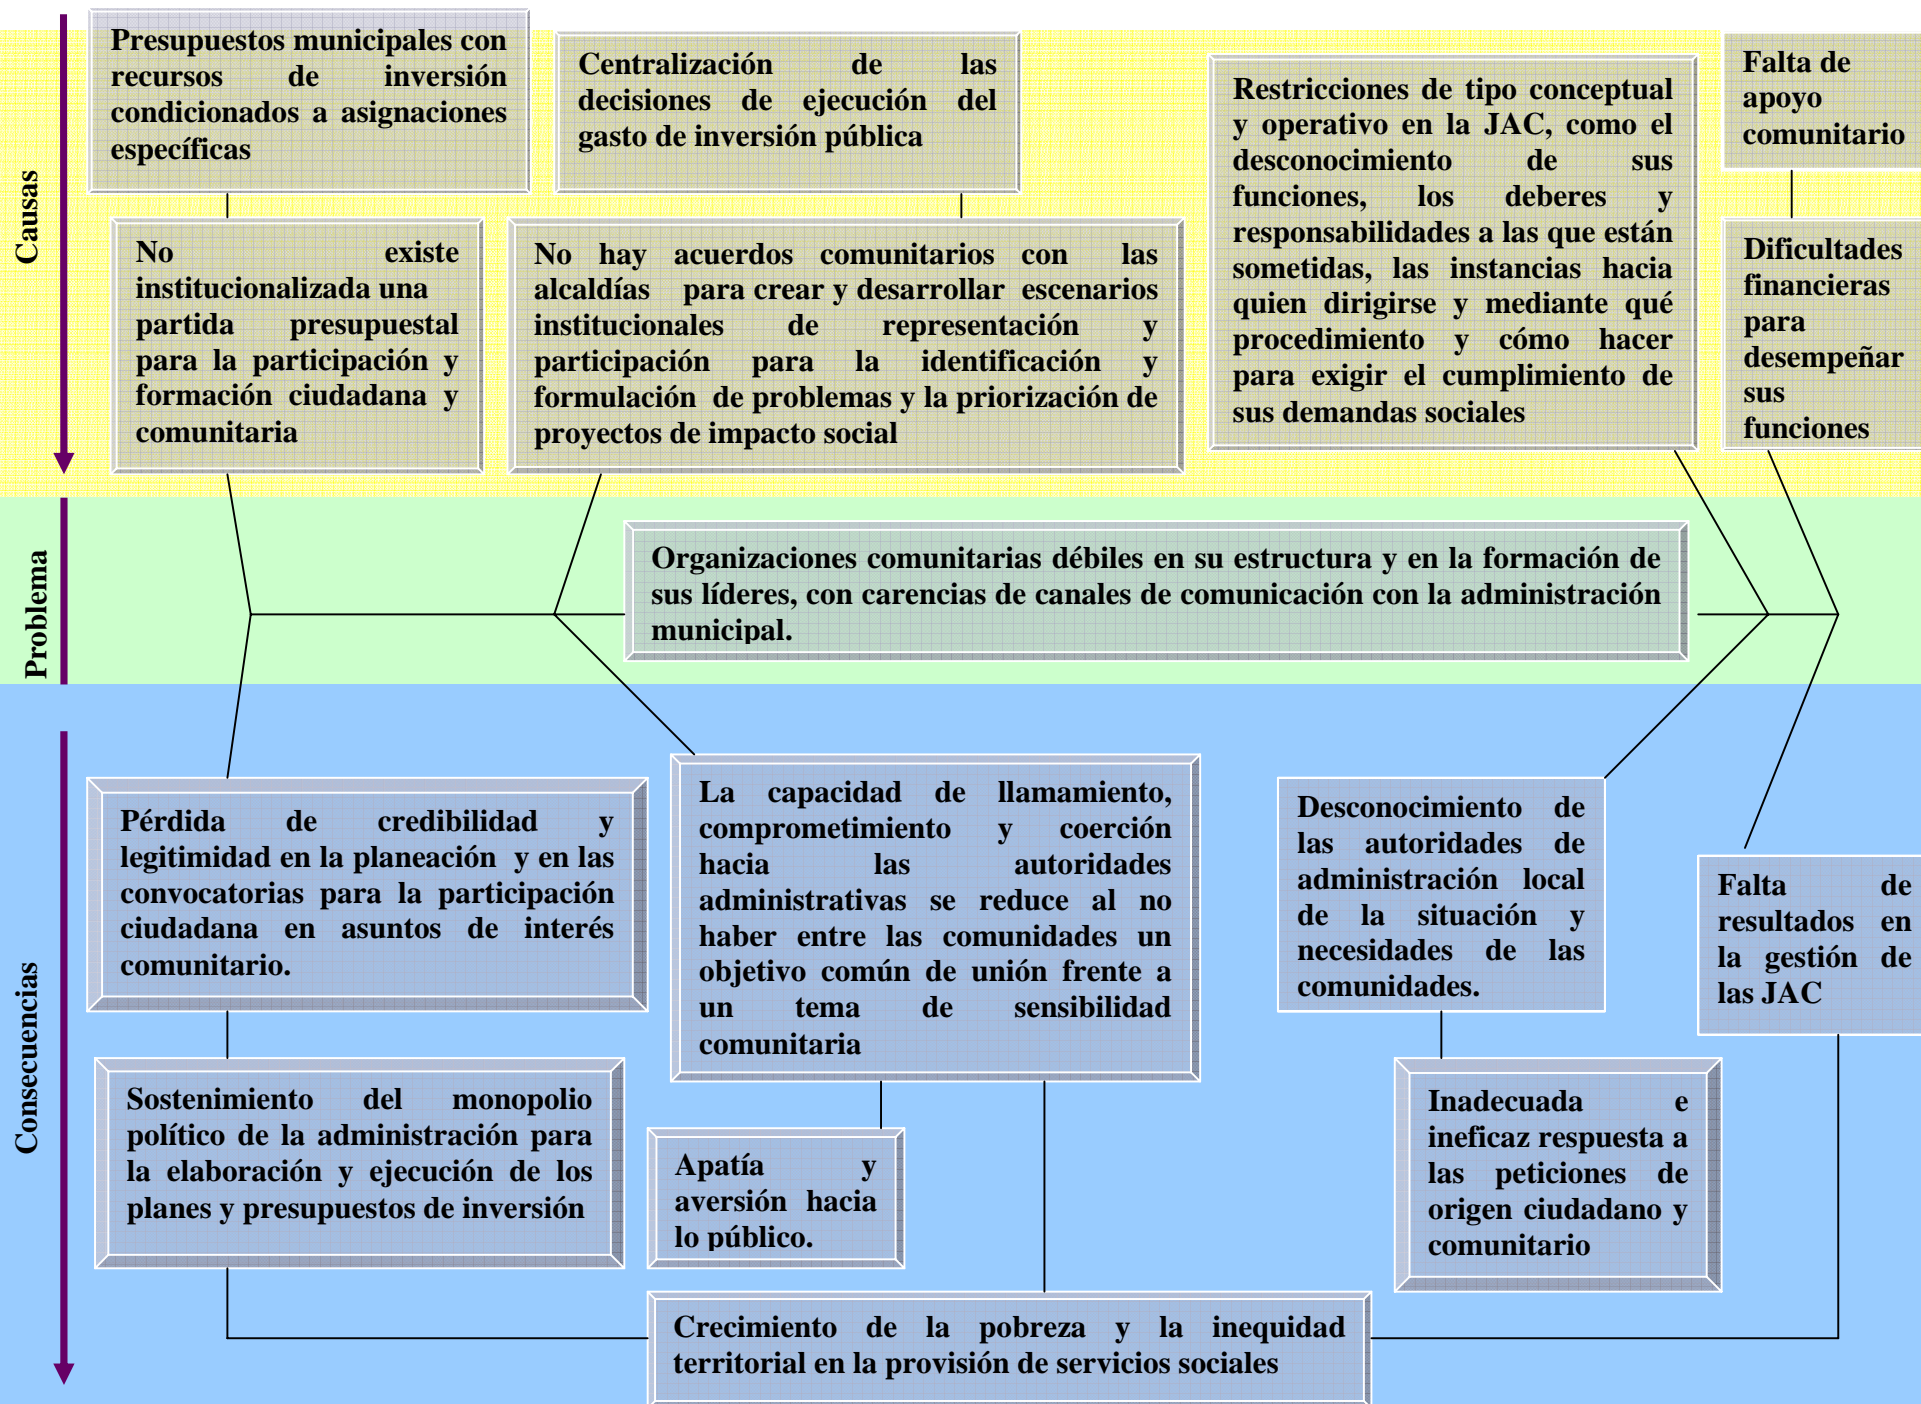 Causas
Presupuestos municipales con
recursos de inversión
condicionados a asignaciones
específicas
Centralización de las
decisiones de ejecución del
gasto de inversión pública
Restricciones de tipo conceptual
y operativo en la JAC, como el
desconocimiento de sus
funciones, los deberes y
responsabilidades a las que están
sometidas, las instancias hacia
quien dirigirse y mediante qué
procedimiento y cómo hacer
para exigir el cumplimiento de
sus demandas sociales
Falta de
apoyo
comunitario
No existe
institucionalizada una
partida presupuestal
para la participación y
formación ciudadana y
comunitaria
No hay acuerdos comunitarios con las
alcaldías para crear y desarrollar escenarios
institucionales de representación y
participación para la identificación y
formulación de problemas y la priorización de
proyectos de impacto social
Dificultades
financieras
para
desempeñar
sus
funciones
Problema
Organizaciones comunitarias débiles en su estructura y en la formación de
sus líderes, con carencias de canales de comunicación con la administración
municipal.
Consecuencias
Pérdida de credibilidad y
legitimidad en la planeación y en las
convocatorias para la participación
ciudadana en asuntos de interés
comunitario.
La capacidad de llamamiento,
comprometimiento y coerción
hacia las autoridades
administrativas se reduce al no
haber entre las comunidades un
objetivo común de unión frente a
un tema de sensibilidad
comunitaria
Desconocimiento de
las autoridades de
administración local
de la situación y
necesidades de las
comunidades.
Falta de
resultados en
la gestión de
las JAC
Sostenimiento del monopolio
político de la administración para
la elaboración y ejecución de los
planes y presupuestos de inversión
Apatía y
aversión hacia
lo público.
Inadecuada e
ineficaz respuesta a
las peticiones de
origen ciudadano y
comunitario
Crecimiento de la pobreza y la inequidad
territorial en la provisión de servicios sociales